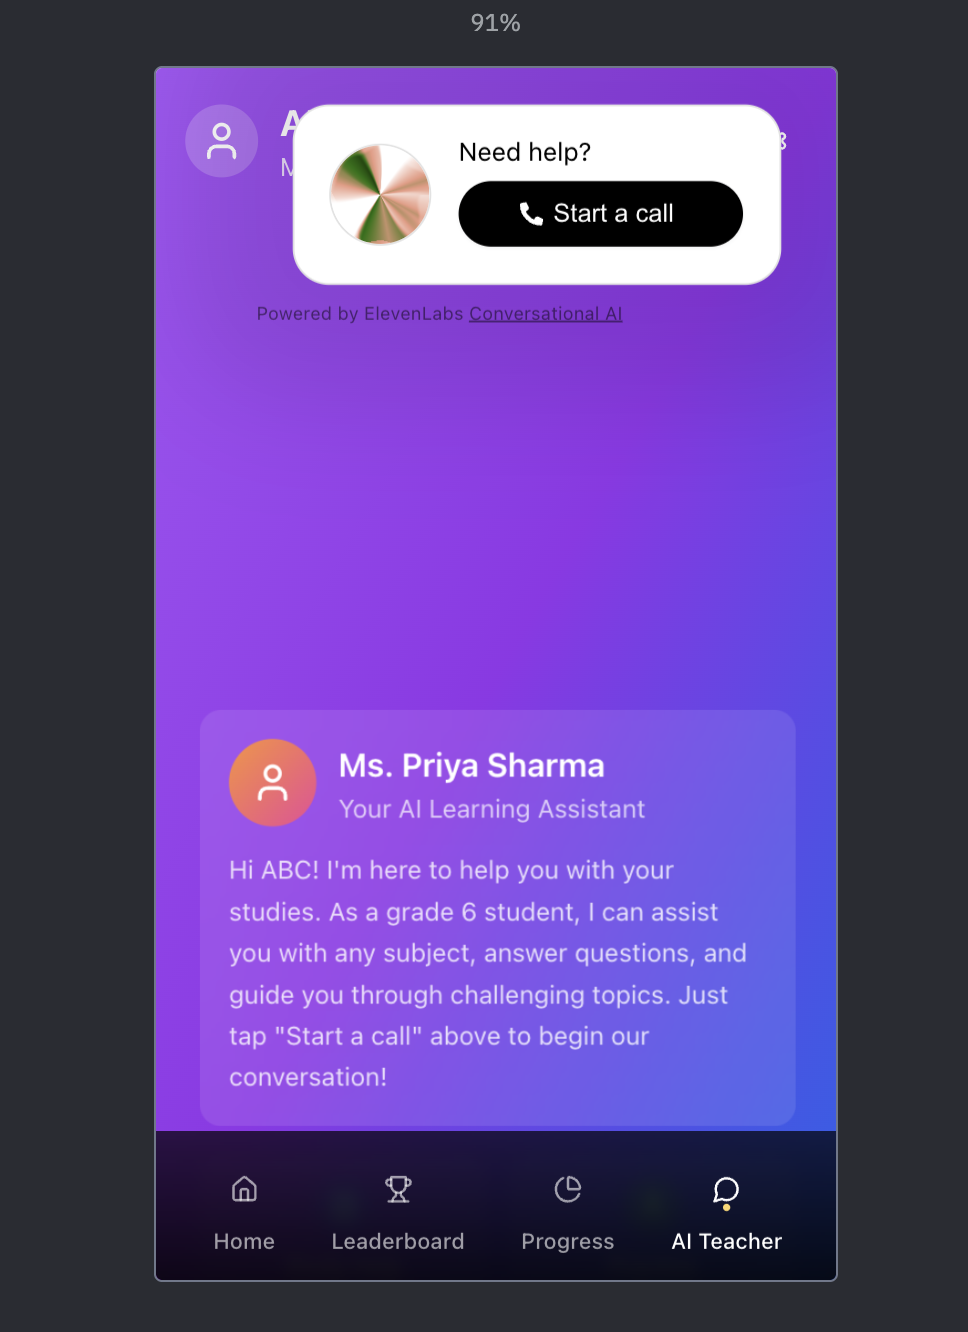 91%
Need help?
Start a call
Powered by ElevenLabs Conversational AI
Ms. Priya Sharma
Your AI Learning Assistant
Hi ABC! I'm here to help you with your
studies. As a grade 6 student, I can assist
you with any subject, answer questions, and
guide you through challenging topics. Just
tap "Start a call" above to begin our
conversation!
Home
Leaderboard
Progress
AI Teacher